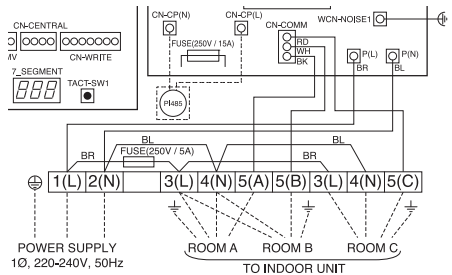 CN-CP(N)
CN-CP(L)
CN-COMM
WCN-NOISE1
CN-CENTRAL
MV
CN-WRITE
FUSE(250V / 15A)
RD
WH
BK
P(L)
P(N)
BR
BL
7_SEGMENT
TACT-SW1
PI485
BL
BL
FUSE(250V / 5A)
BR
BR
1(L) 2(N) 3(L) 4(N) 5(A) 5(B) 3(L) 4(N) 5(C)
POWER SUPPLY
1Ø, 220-240V, 50Hz
ROOM A
ROOM B
ROOM C
TO INDOOR UNIT